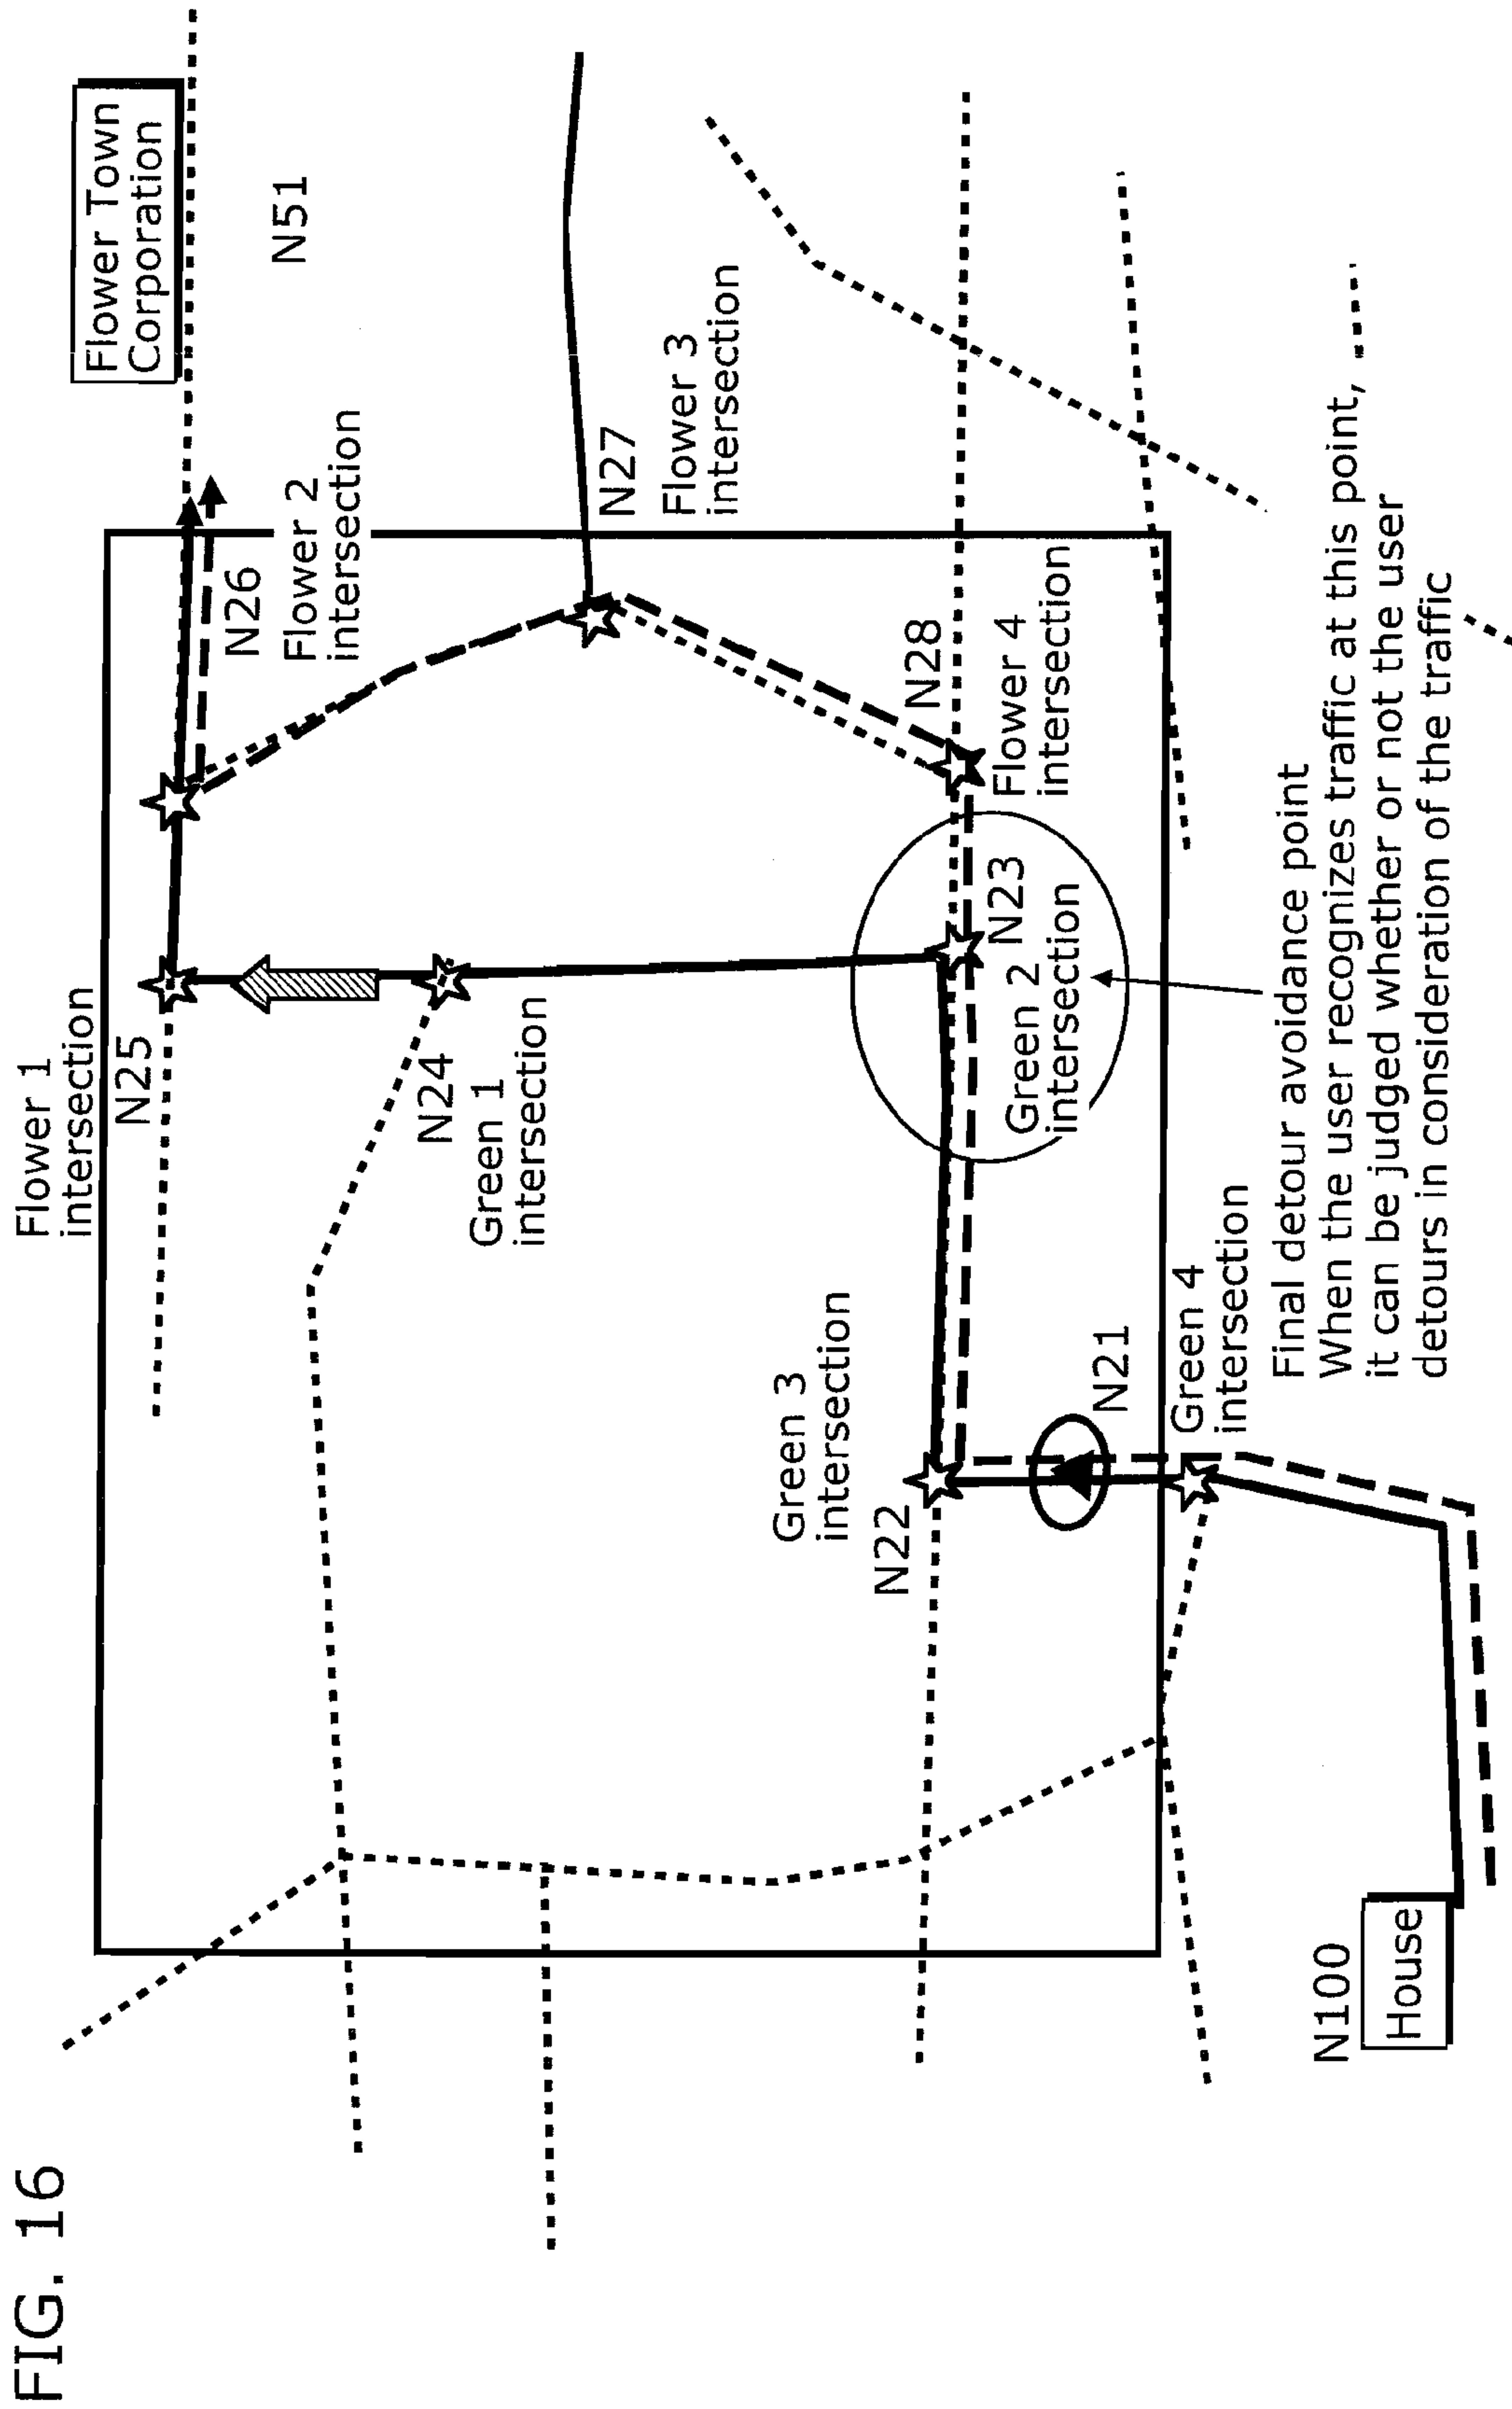 FIG. 16
Flower 1
intersection
N25
Flower Town
Corporation
N51
N26
Flower 2
intersection
N24
Green 1
intersection
N27
Flower 3
intersection
Green 3
intersection
N22
N28
Flower 4
intersection
N23
Green 2
intersection
N21
Green 4
intersection
N100
House
Final detour avoidance point
When the user recognizes traffic at this point,
it can be judged whether or not the user
detours in consideration of the traffic